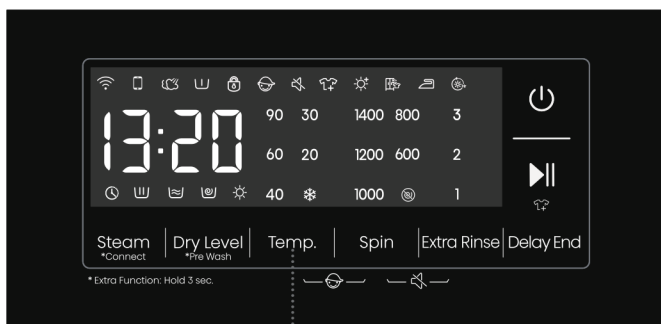 13:20
90 30 1400 800 3
60 20 1200 600 2
40 1000 1
Steam Dry Level Temp. Spin Extra Rinse Delay End
*Connect *Pre Wash
* Extra Function: Hold 3 sec.